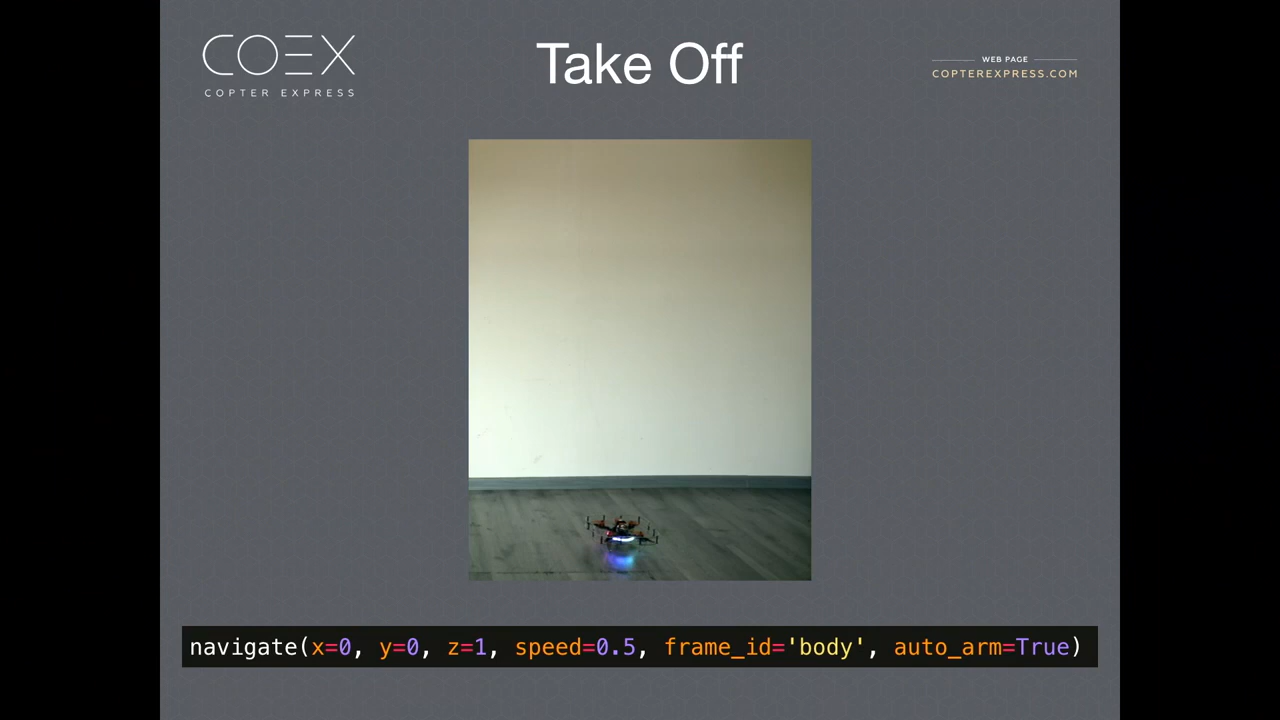 COEX
COPTER EXPRESS
Take Off
WEB PAGE
COPTEREXPRESS.COM
navigate(x=0, y=0, z=1, speed=0.5, frame_id='body', auto_arm=True)